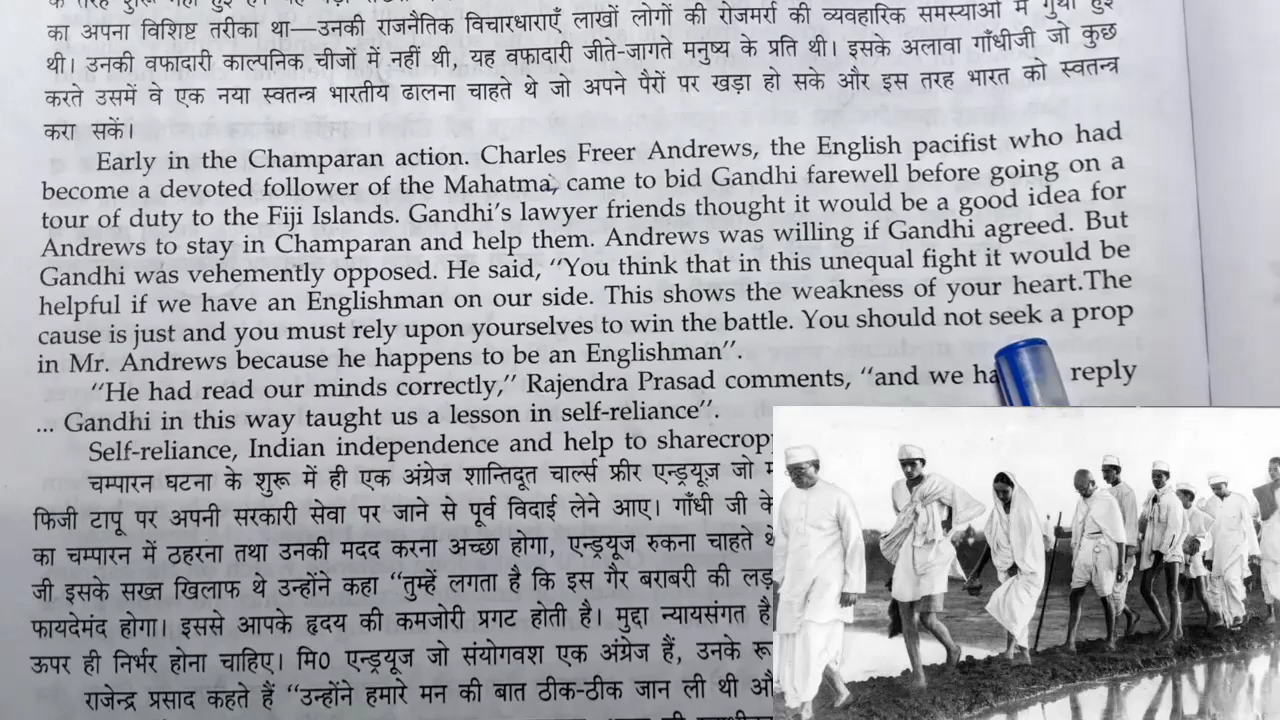 का अपना विशिष्ट तरीका था—उनकी राजनैतिक विचारधाराएँ लाखों लोगों की रोजमर्रा की व्यवहारिक समस्याओं में गुथी हुई
थी। उनकी वफादारी काल्पनिक चीजों में नहीं थी, यह वफादारी जीते-जागते मनुष्य के प्रति थी। इसके अलावा गाँधीजी जो कुछ
करते उसमें वे एक नया स्वतन्त्र भारतीय ढालना चाहते थे जो अपने पैरों पर खड़ा हो सके और इस तरह भारत को स्वतन्त्र
करा सकें।
Early in the Champaran action. Charles Freer Andrews, the English pacifist who had
become a devoted follower of the Mahatma, came to bid Gandhi farewell before going on a
tour of duty to the Fiji Islands. Gandhi's lawyer friends thought it would be a good idea for
Andrews to stay in Champaran and help them. Andrews was willing if Gandhi agreed. But
Gandhi was vehemently opposed. He said, "You think that in this unequal fight it would be
helpful if we have an Englishman on our side. This shows the weakness of your heart.The
cause is just and you must rely upon yourselves to win the battle. You should not seek a prop
in Mr. Andrews because he happens to be an Englishman".
"He had read our minds correctly," Rajendra Prasad comments, "and we reply
... Gandhi in this way taught us a lesson in self-reliance".
Self-reliance, Indian independence and help to
चम्पारन घटना के शुरू में ही एक अंग्रेज शान्तिदूत चार्ल्स फ्रीर एन्ड्रयूज जो
फिजी टापू पर अपनी सरकारी सेवा पर जाने से पूर्व विदाई लेने आए। गाँधी जी के
का चम्पारन में ठहरना तथा उनकी मदद करना अच्छा होगा, एन्ड्रयूज रुकना चाहते
जी इसके सख्त खिलाफ थे उन्होंने कहा "तुम्हें लगता है कि इस गैर बराबरी की
फायदेमंद होगा। इससे आपके हृदय की कमजोरी प्रगट होती है। मुद्दा न्यायसंगत है
ऊपर ही निर्भर होना चाहिए। मि० एन्ड्रयूज जो संयोगवश एक अंग्रेज हैं, उनके
राजेन्द्र प्रसाद कहते हैं "उन्होंने हमारे मन की बात ठीक-ठीक जान ली थी